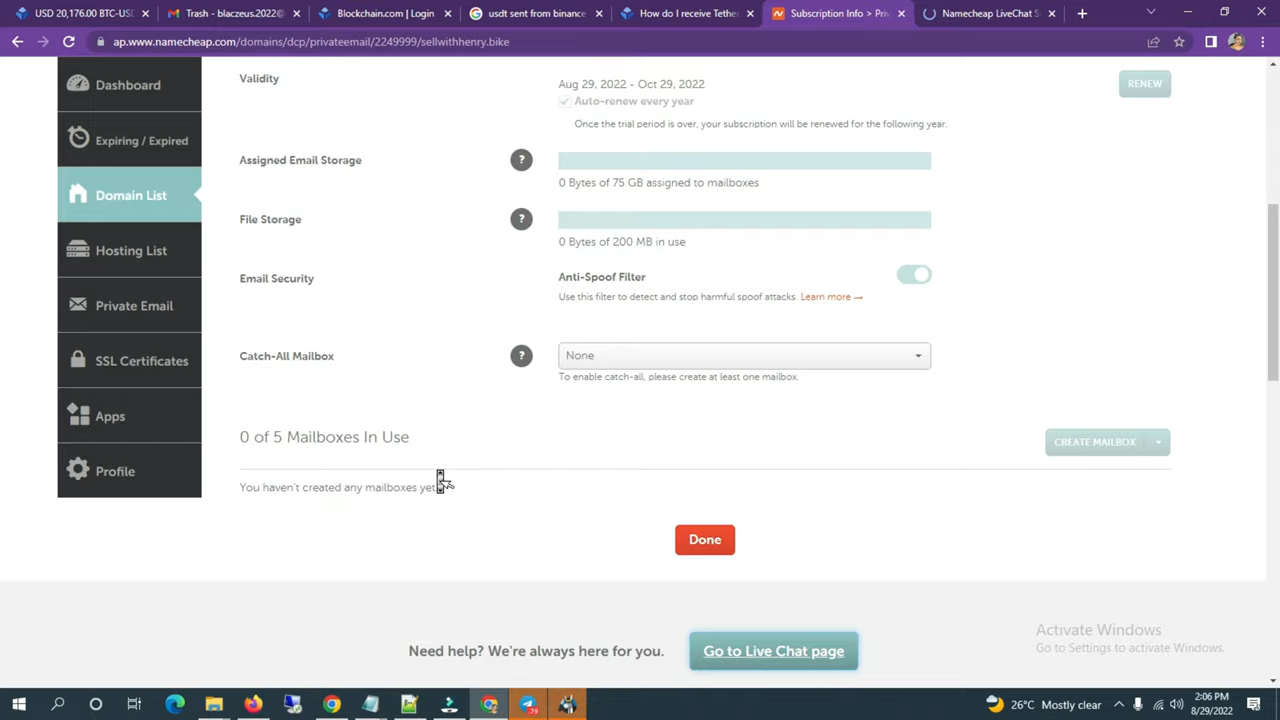 USD 20,176.00 BTC-USD
Trash - blaczeus.2022@
Blockchain.com | Login
usdt sent from binance
How do I receive Tether
Subscription Info > Priv
Namecheap LiveChat S
ap.www.namecheap.com/domains/dcp/privateemail/2249999/sellwithhenry.bike
Dashboard
Expiring / Expired
Domain List
Hosting List
Private Email
SSL Certificates
Apps
Profile
Validity
Aug 29, 2022 - Oct 29, 2022
RENEW
Auto-renew every year
Once the trial period is over, your subscription will be renewed for the following year.
Assigned Email Storage
?
0 Bytes of 75 GB assigned to mailboxes
File Storage
?
0 Bytes of 200 MB in use
Email Security
Anti-Spoof Filter
Use this filter to detect and stop harmful spoof attacks. Learn more →
Catch-All Mailbox
?
None
To enable catch-all, please create at least one mailbox.
0 of 5 Mailboxes In Use
CREATE MAILBOX
You haven't created any mailboxes yet
Done
Need help? We're always here for you.
Go to Live Chat page
Activate Windows
Go to Settings to activate Windows.
26°C Mostly clear
2:06 PM
8/29/2022